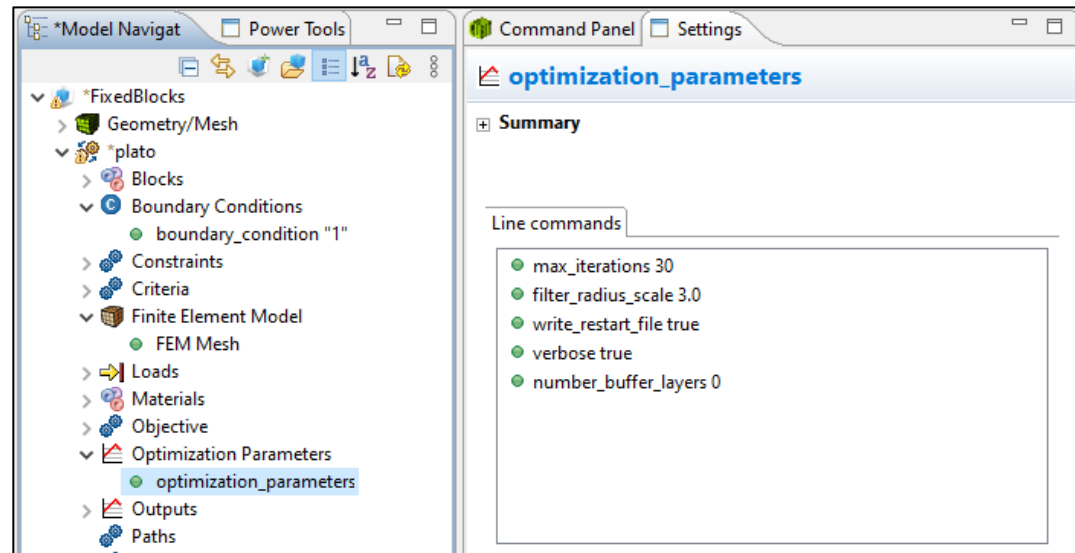 *Model Navigat
Power Tools
*FixedBlocks
Geometry/Mesh
*plato
Blocks
Boundary Conditions
boundary_condition "1"
Constraints
Criteria
Finite Element Model
FEM Mesh
Loads
Materials
Objective
Optimization Parameters
optimization_parameters
Outputs
Paths
Command Panel
Settings
optimization_parameters
Summary
Line commands
max_iterations 30
filter_radius_scale 3.0
write_restart_file true
verbose true
number_buffer_layers 0